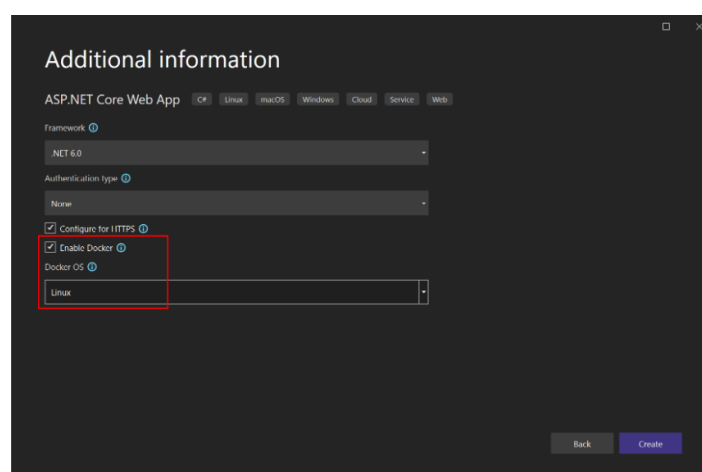 Additional information
ASP.NET Core Web App C# Linux macOS Windows Cloud Service Web
Framework
.NET 6.0
Authentication type
None
Configure for HTTPS
Enable Docker
Docker OS
Linux
Back Create